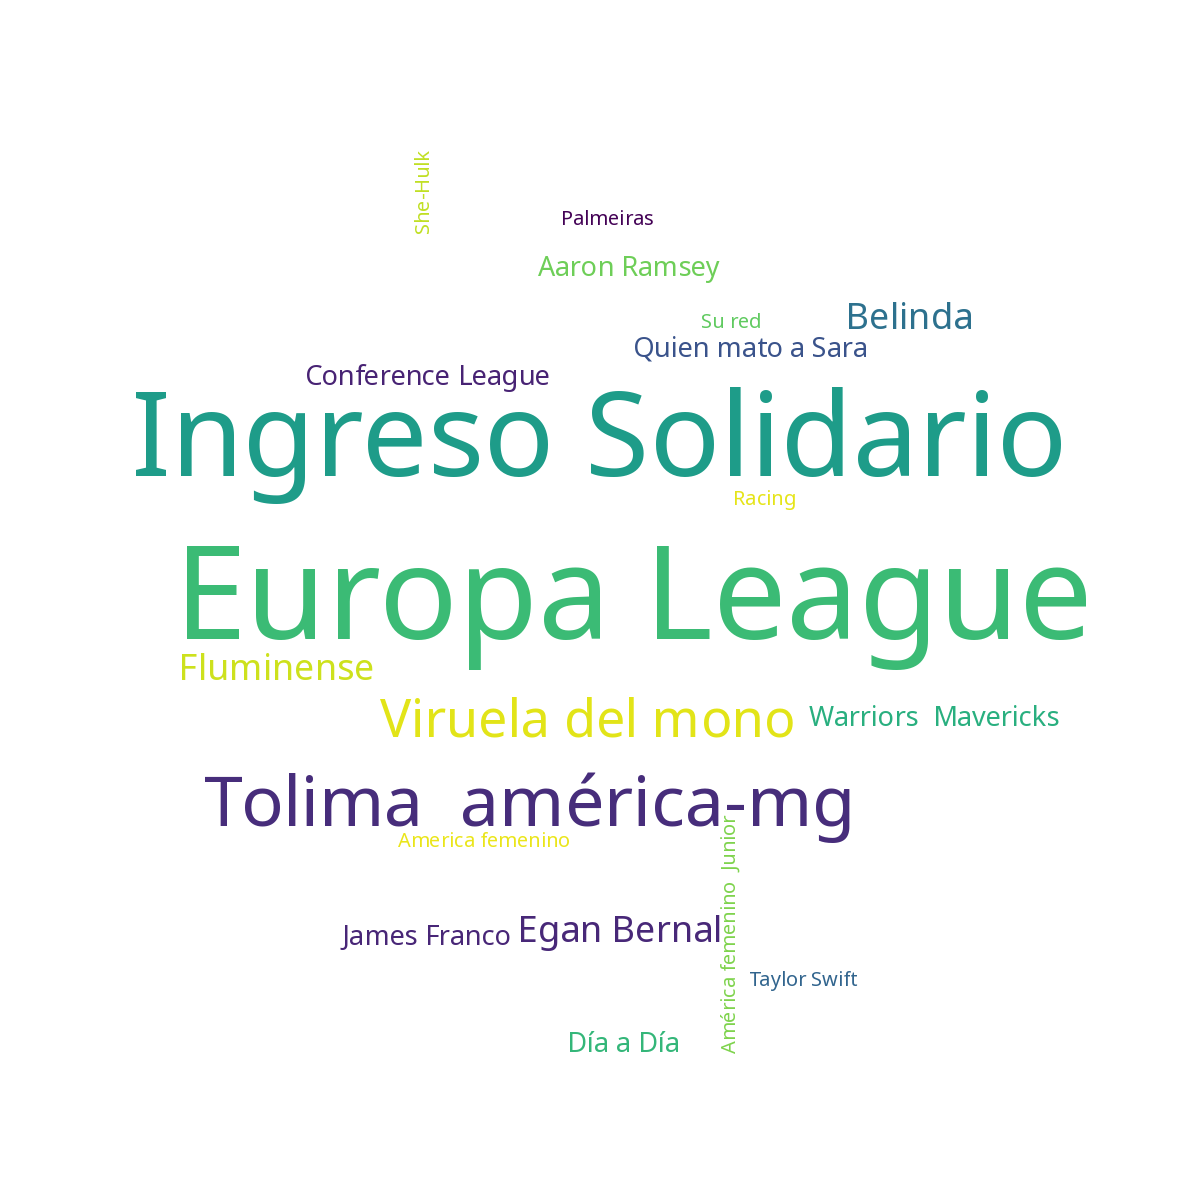 She-Hulk
Palmeiras
Aaron Ramsey
Belinda
Su red
Quien mato a Sara
Conference League
Ingreso Solidario
Racing
Europa League
Fluminense
Viruela del mono
Warriors  Mavericks
Tolima  américa-mg
America femenino
América femenino  Junior
James Franco
Egan Bernal
Taylor Swift
Día a Día